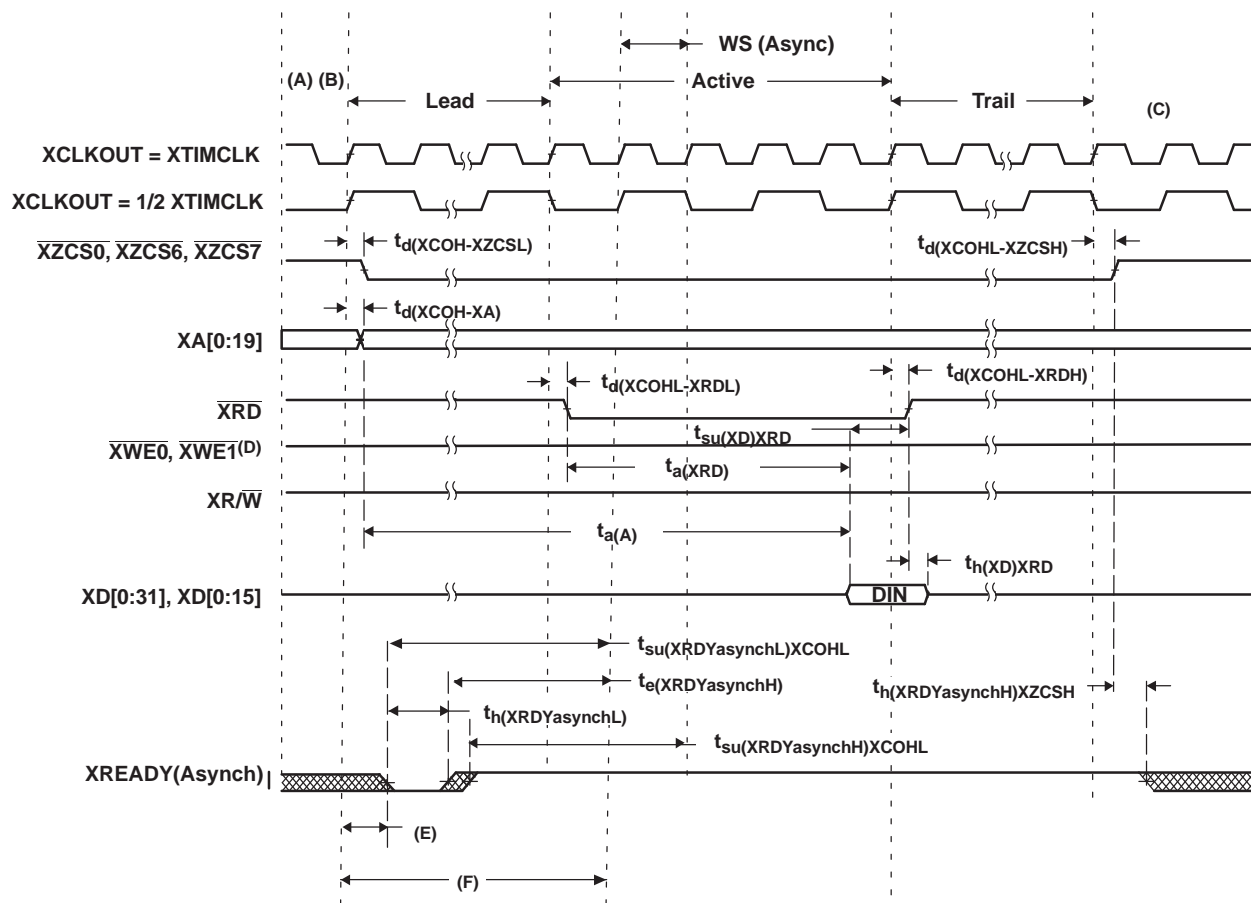 WS (Async)
(A) (B)
Active
Lead
Trail
(C)
XCLKOUT = XTIMCLK
XCLKOUT = 1/2 XTIMCLK
XZCS0, XZCS6, XZCS7
td(XCOH-XZCSL)
td(XCOHL-XZCSH)
td(XCOH-XA)
XA[0:19]
td(XCOHL-XRDL)
td(XCOHL-XRDH)
XRD
tsu(XD)XRD
XWE0, XWE1(D)
ta(XRD)
XR/W
ta(A)
th(XD)XRD
XD[0:31], XD[0:15]
DIN
tsu(XRDYasynchL)XCOHL
te(XRDYasynchH)
th(XRDYasynchH)XZCSH
th(XRDYasynchL)
tsu(XRDYasynchH)XCOHL
XREADY(Asynch)
(E)
(F)